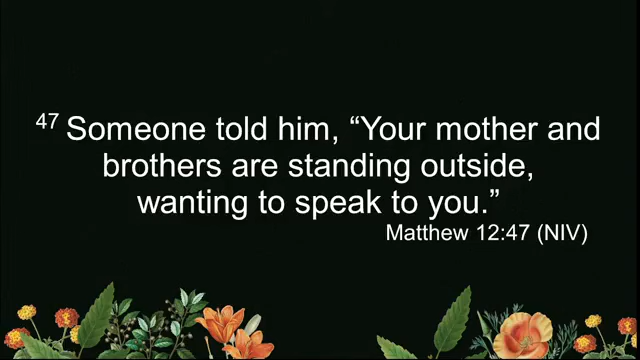 47 Someone told him, “Your mother and
brothers are standing outside,
wanting to speak to you.”
Matthew 12:47 (NIV)